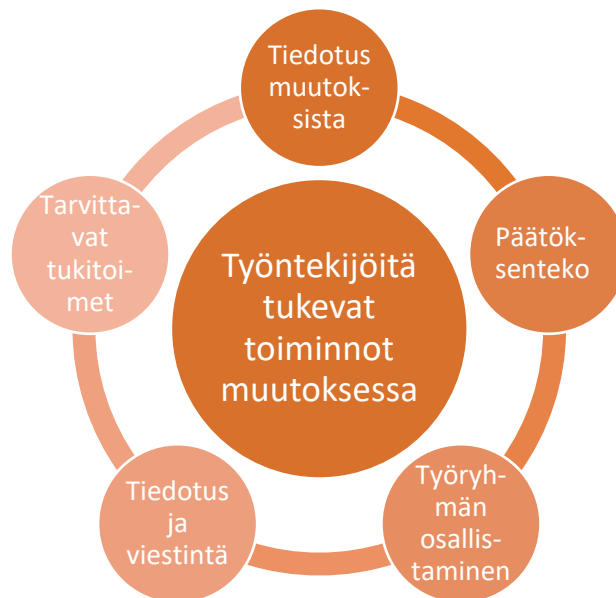 Tiedotus
muutok-
sista
Päätök-
senteko
Työryh-
män
osallis-
taminen
Tiedotus
ja
viestintä
Tarvitta-
vat
tukitoi-
met
Työntekijöitä
tukevat
toiminnot
muutoksessa